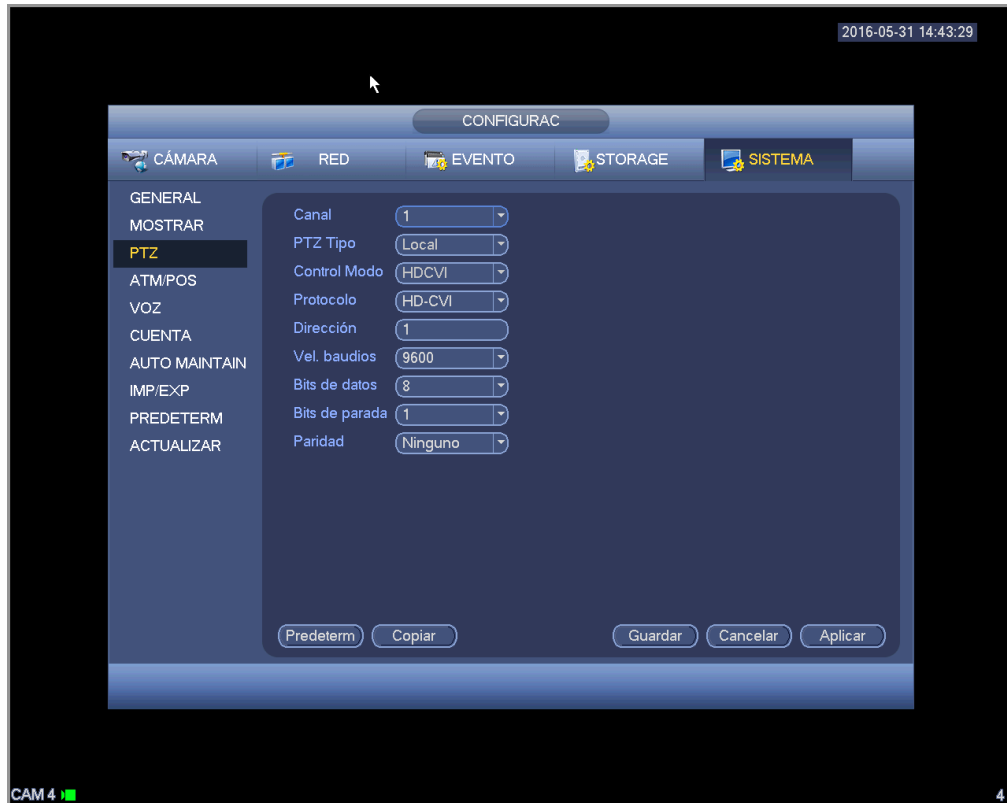 2016-05-31 14:43:29
CONFIGURAC
CÁMARA RED EVENTO STORAGE SISTEMA
GENERAL
MOSTRAR
PTZ
ATM/POS
VOZ
CUENTA
AUTO MAINTAIN
IMP/EXP
PREDETERM
ACTUALIZAR
Canal 1
PTZ Tipo Local
Control Modo HDCVI
Protocolo HD-CVI
Dirección 1
Vel. baudios 9600
Bits de datos 8
Bits de parada 1
Paridad Ninguno
Predeterm Copiar Guardar Cancelar Aplicar
CAM 4 4